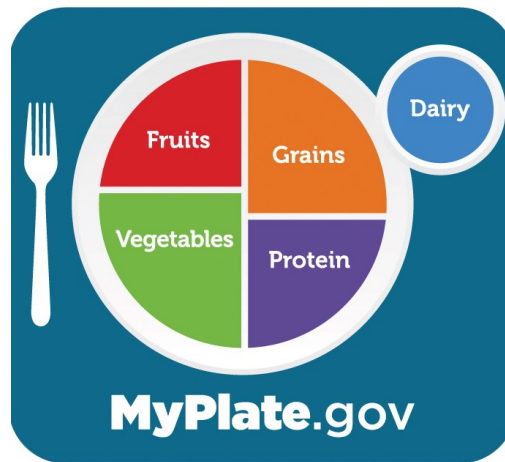 Fruits
Grains
Dairy
Vegetables
Protein
MyPlate.gov